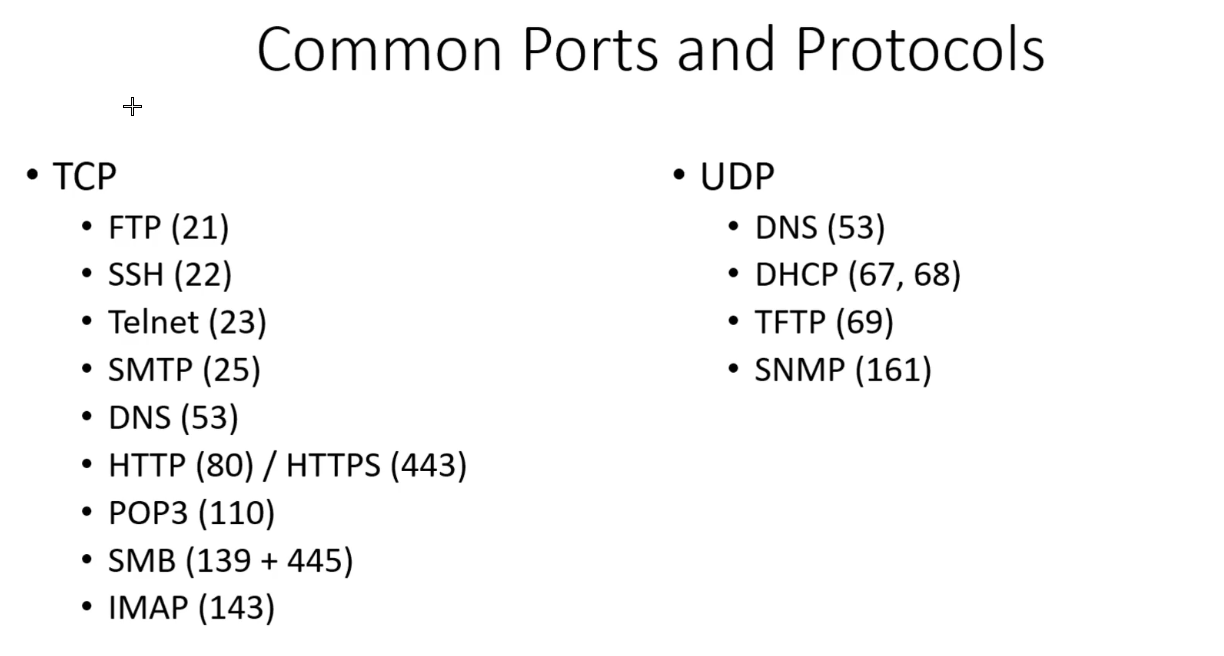 Common Ports and Protocols
• TCP
• FTP (21)
• SSH (22)
• Telnet (23)
• SMTP (25)
• DNS (53)
• HTTP (80) / HTTPS (443)
• POP3 (110)
• SMB (139 + 445)
• IMAP (143)
• UDP
• DNS (53)
• DHCP (67, 68)
• TFTP (69)
• SNMP (161)